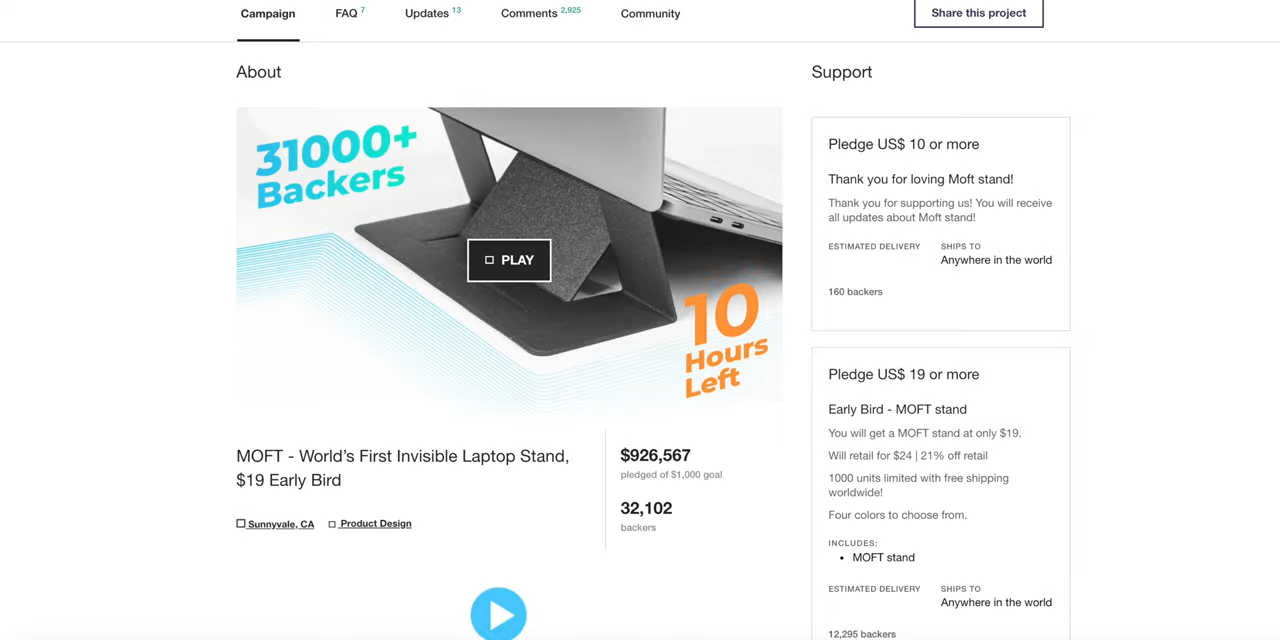 Campaign
FAQ 7
Updates 13
Comments 2,925
Community
Share this project
About
Support
31000+
Backers
PLAY
10
Hours
Left
MOFT - World’s First Invisible Laptop Stand,
$19 Early Bird
Sunnyvale, CA
Product Design
$926,567
pledged of $1,000 goal
32,102
backers
Pledge US$ 10 or more
Thank you for loving Moft stand!
Thank you for supporting us! You will receive
all updates about Moft stand!
ESTIMATED DELIVERY
SHIPS TO
Anywhere in the world
160 backers
Pledge US$ 19 or more
Early Bird - MOFT stand
You will get a MOFT stand at only $19.
Will retail for $24 | 21% off retail
1000 units limited with free shipping
worldwide!
Four colors to choose from.
INCLUDES:
• MOFT stand
ESTIMATED DELIVERY
SHIPS TO
Anywhere in the world
12,295 backers